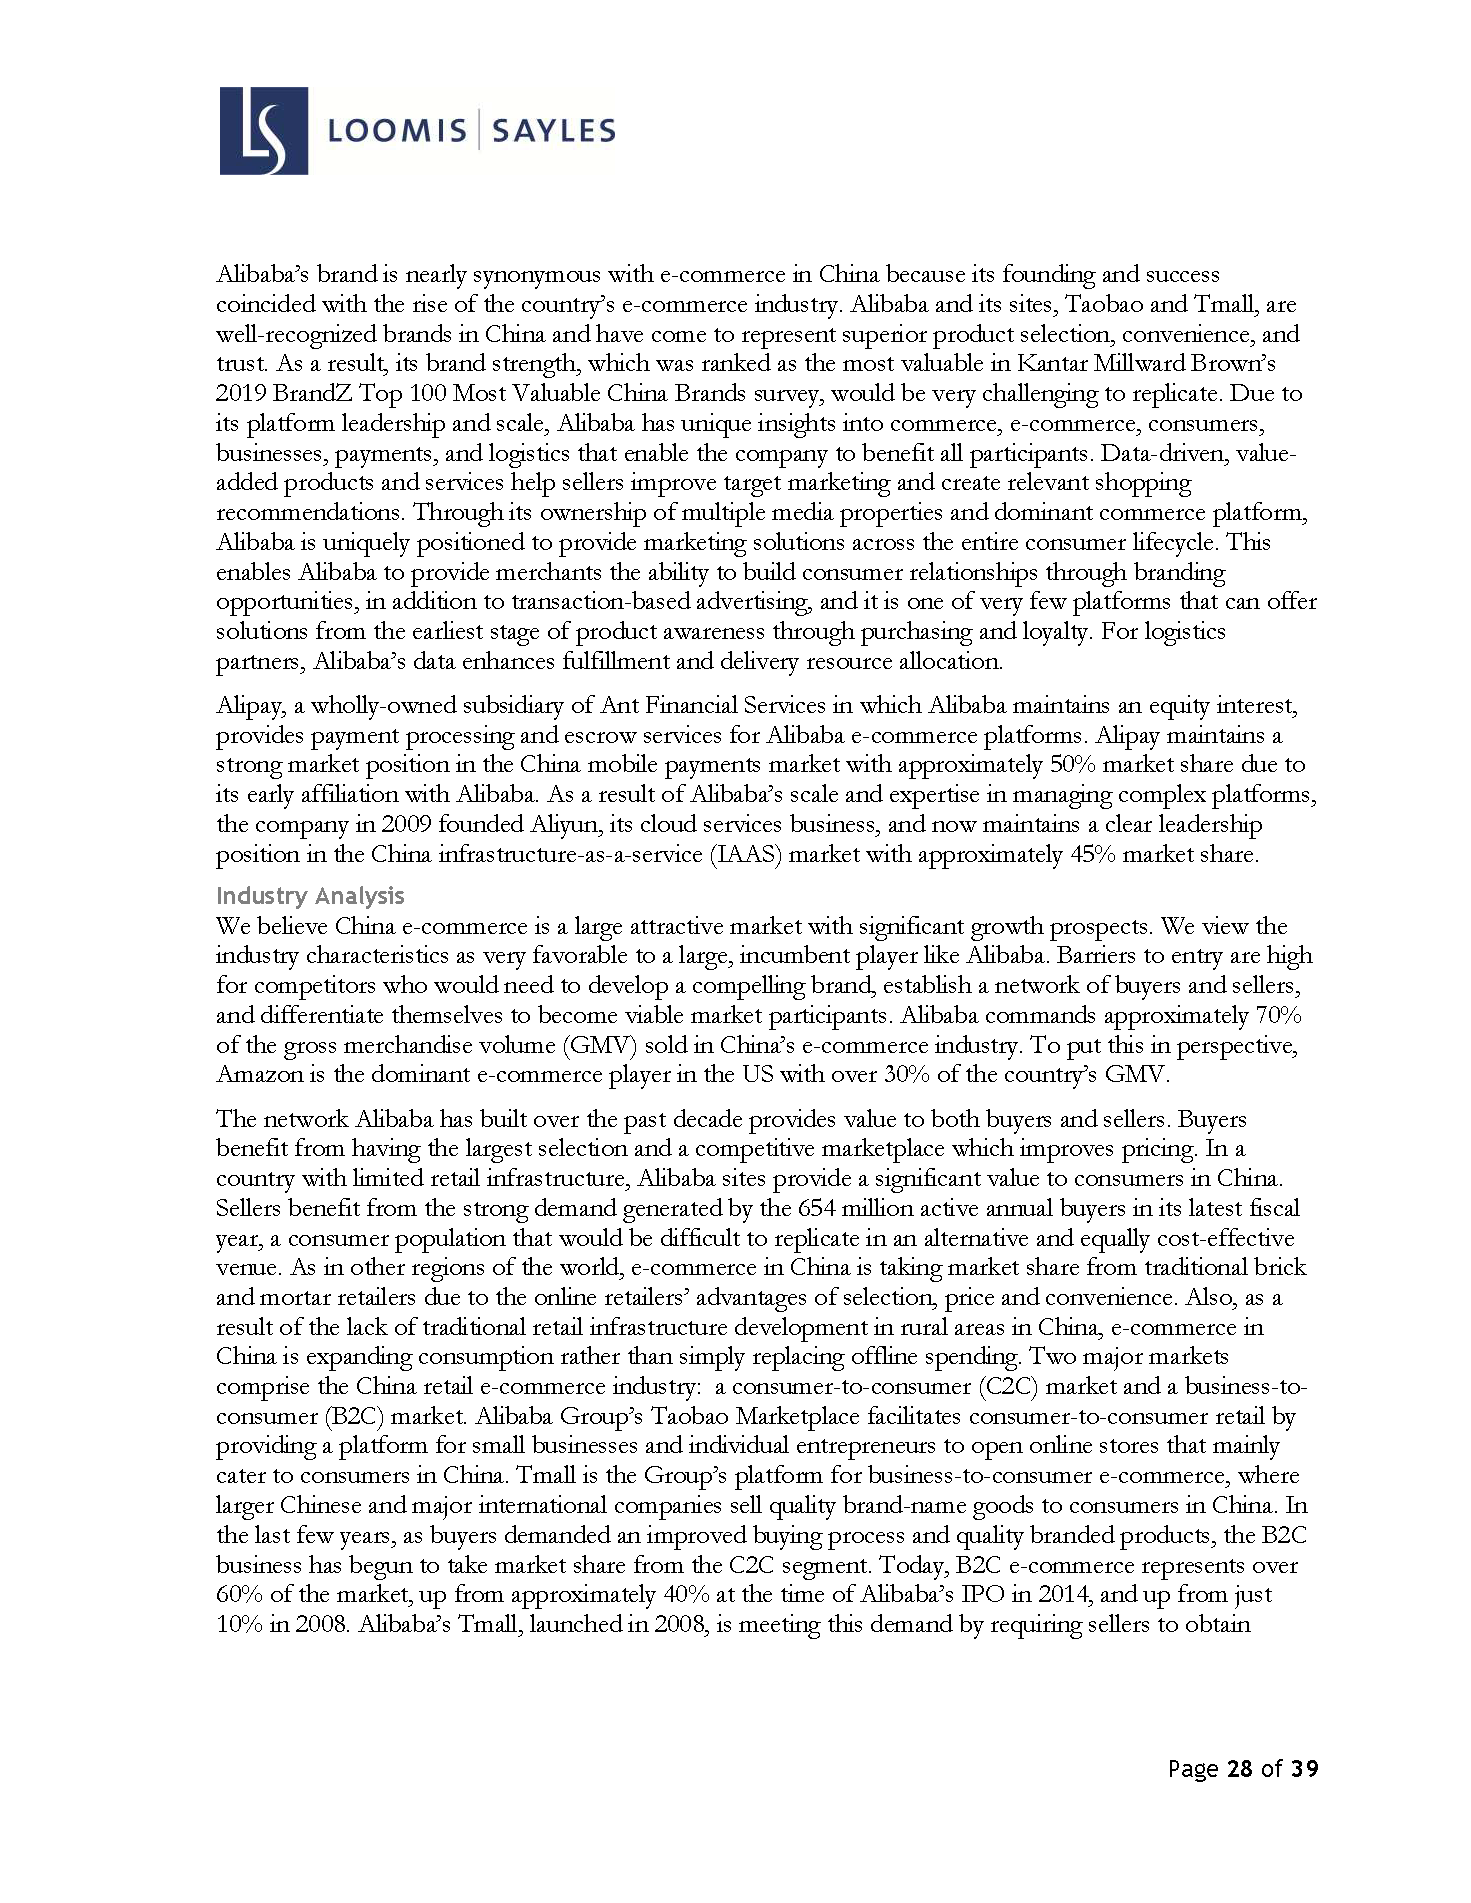 LS LOOMIS | SAYLES
Alibaba’s brand is nearly synonymous with e-commerce in China because its founding and success
coincided with the rise of the country’s e-commerce industry. Alibaba and its sites, Taobao and Tmall, are
well-recognized brands in China and have come to represent superior product selection, convenience, and
trust. As a result, its brand strength, which was ranked as the most valuable in Kantar Millward Brown’s
2019 BrandZ Top 100 Most Valuable China Brands survey, would be very challenging to replicate. Due to
its platform leadership and scale, Alibaba has unique insights into commerce, e-commerce, consumers,
businesses, payments, and logistics that enable the company to benefit all participants. Data-driven, value-
added products and services help sellers improve target marketing and create relevant shopping
recommendations. Through its ownership of multiple media properties and dominant commerce platform,
Alibaba is uniquely positioned to provide marketing solutions across the entire consumer lifecycle. This
enables Alibaba to provide merchants the ability to build consumer relationships through branding
opportunities, in addition to transaction-based advertising, and it is one of very few platforms that can offer
solutions from the earliest stage of product awareness through purchasing and loyalty. For logistics
partners, Alibaba’s data enhances fulfillment and delivery resource allocation.
Alipay, a wholly-owned subsidiary of Ant Financial Services in which Alibaba maintains an equity interest,
provides payment processing and escrow services for Alibaba e-commerce platforms. Alipay maintains a
strong market position in the China mobile payments market with approximately 50% market share due to
its early affiliation with Alibaba. As a result of Alibaba’s scale and expertise in managing complex platforms,
the company in 2009 founded Aliyun, its cloud services business, and now maintains a clear leadership
position in the China infrastructure-as-a-service (IAAS) market with approximately 45% market share.
Industry Analysis
We believe China e-commerce is a large attractive market with significant growth prospects. We view the
industry characteristics as very favorable to a large, incumbent player like Alibaba. Barriers to entry are high
for competitors who would need to develop a compelling brand, establish a network of buyers and sellers,
and differentiate themselves to become viable market participants. Alibaba commands approximately 70%
of the gross merchandise volume (GMV) sold in China’s e-commerce industry. To put this in perspective,
Amazon is the dominant e-commerce player in the US with over 30% of the country’s GMV.
The network Alibaba has built over the past decade provides value to both buyers and sellers. Buyers
benefit from having the largest selection and a competitive marketplace which improves pricing. In a
country with limited retail infrastructure, Alibaba sites provide a significant value to consumers in China.
Sellers benefit from the strong demand generated by the 654 million active annual buyers in its latest fiscal
year, a consumer population that would be difficult to replicate in an alternative and equally cost-effective
venue. As in other regions of the world, e-commerce in China is taking market share from traditional brick
and mortar retailers due to the online retailers’ advantages of selection, price and convenience. Also, as a
result of the lack of traditional retail infrastructure development in rural areas in China, e-commerce in
China is expanding consumption rather than simply replacing offline spending. Two major markets
comprise the China retail e-commerce industry:  a consumer-to-consumer (C2C) market and a business-to-
consumer (B2C) market. Alibaba Group’s Taobao Marketplace facilitates consumer-to-consumer retail by
providing a platform for small businesses and individual entrepreneurs to open online stores that mainly
cater to consumers in China. Tmall is the Group’s platform for business-to-consumer e-commerce, where
larger Chinese and major international companies sell quality brand-name goods to consumers in China. In
the last few years, as buyers demanded an improved buying process and quality branded products, the B2C
business has begun to take market share from the C2C segment. Today, B2C e-commerce represents over
60% of the market, up from approximately 40% at the time of Alibaba’s IPO in 2014, and up from just
10% in 2008. Alibaba’s Tmall, launched in 2008, is meeting this demand by requiring sellers to obtain
Page 28 of 39